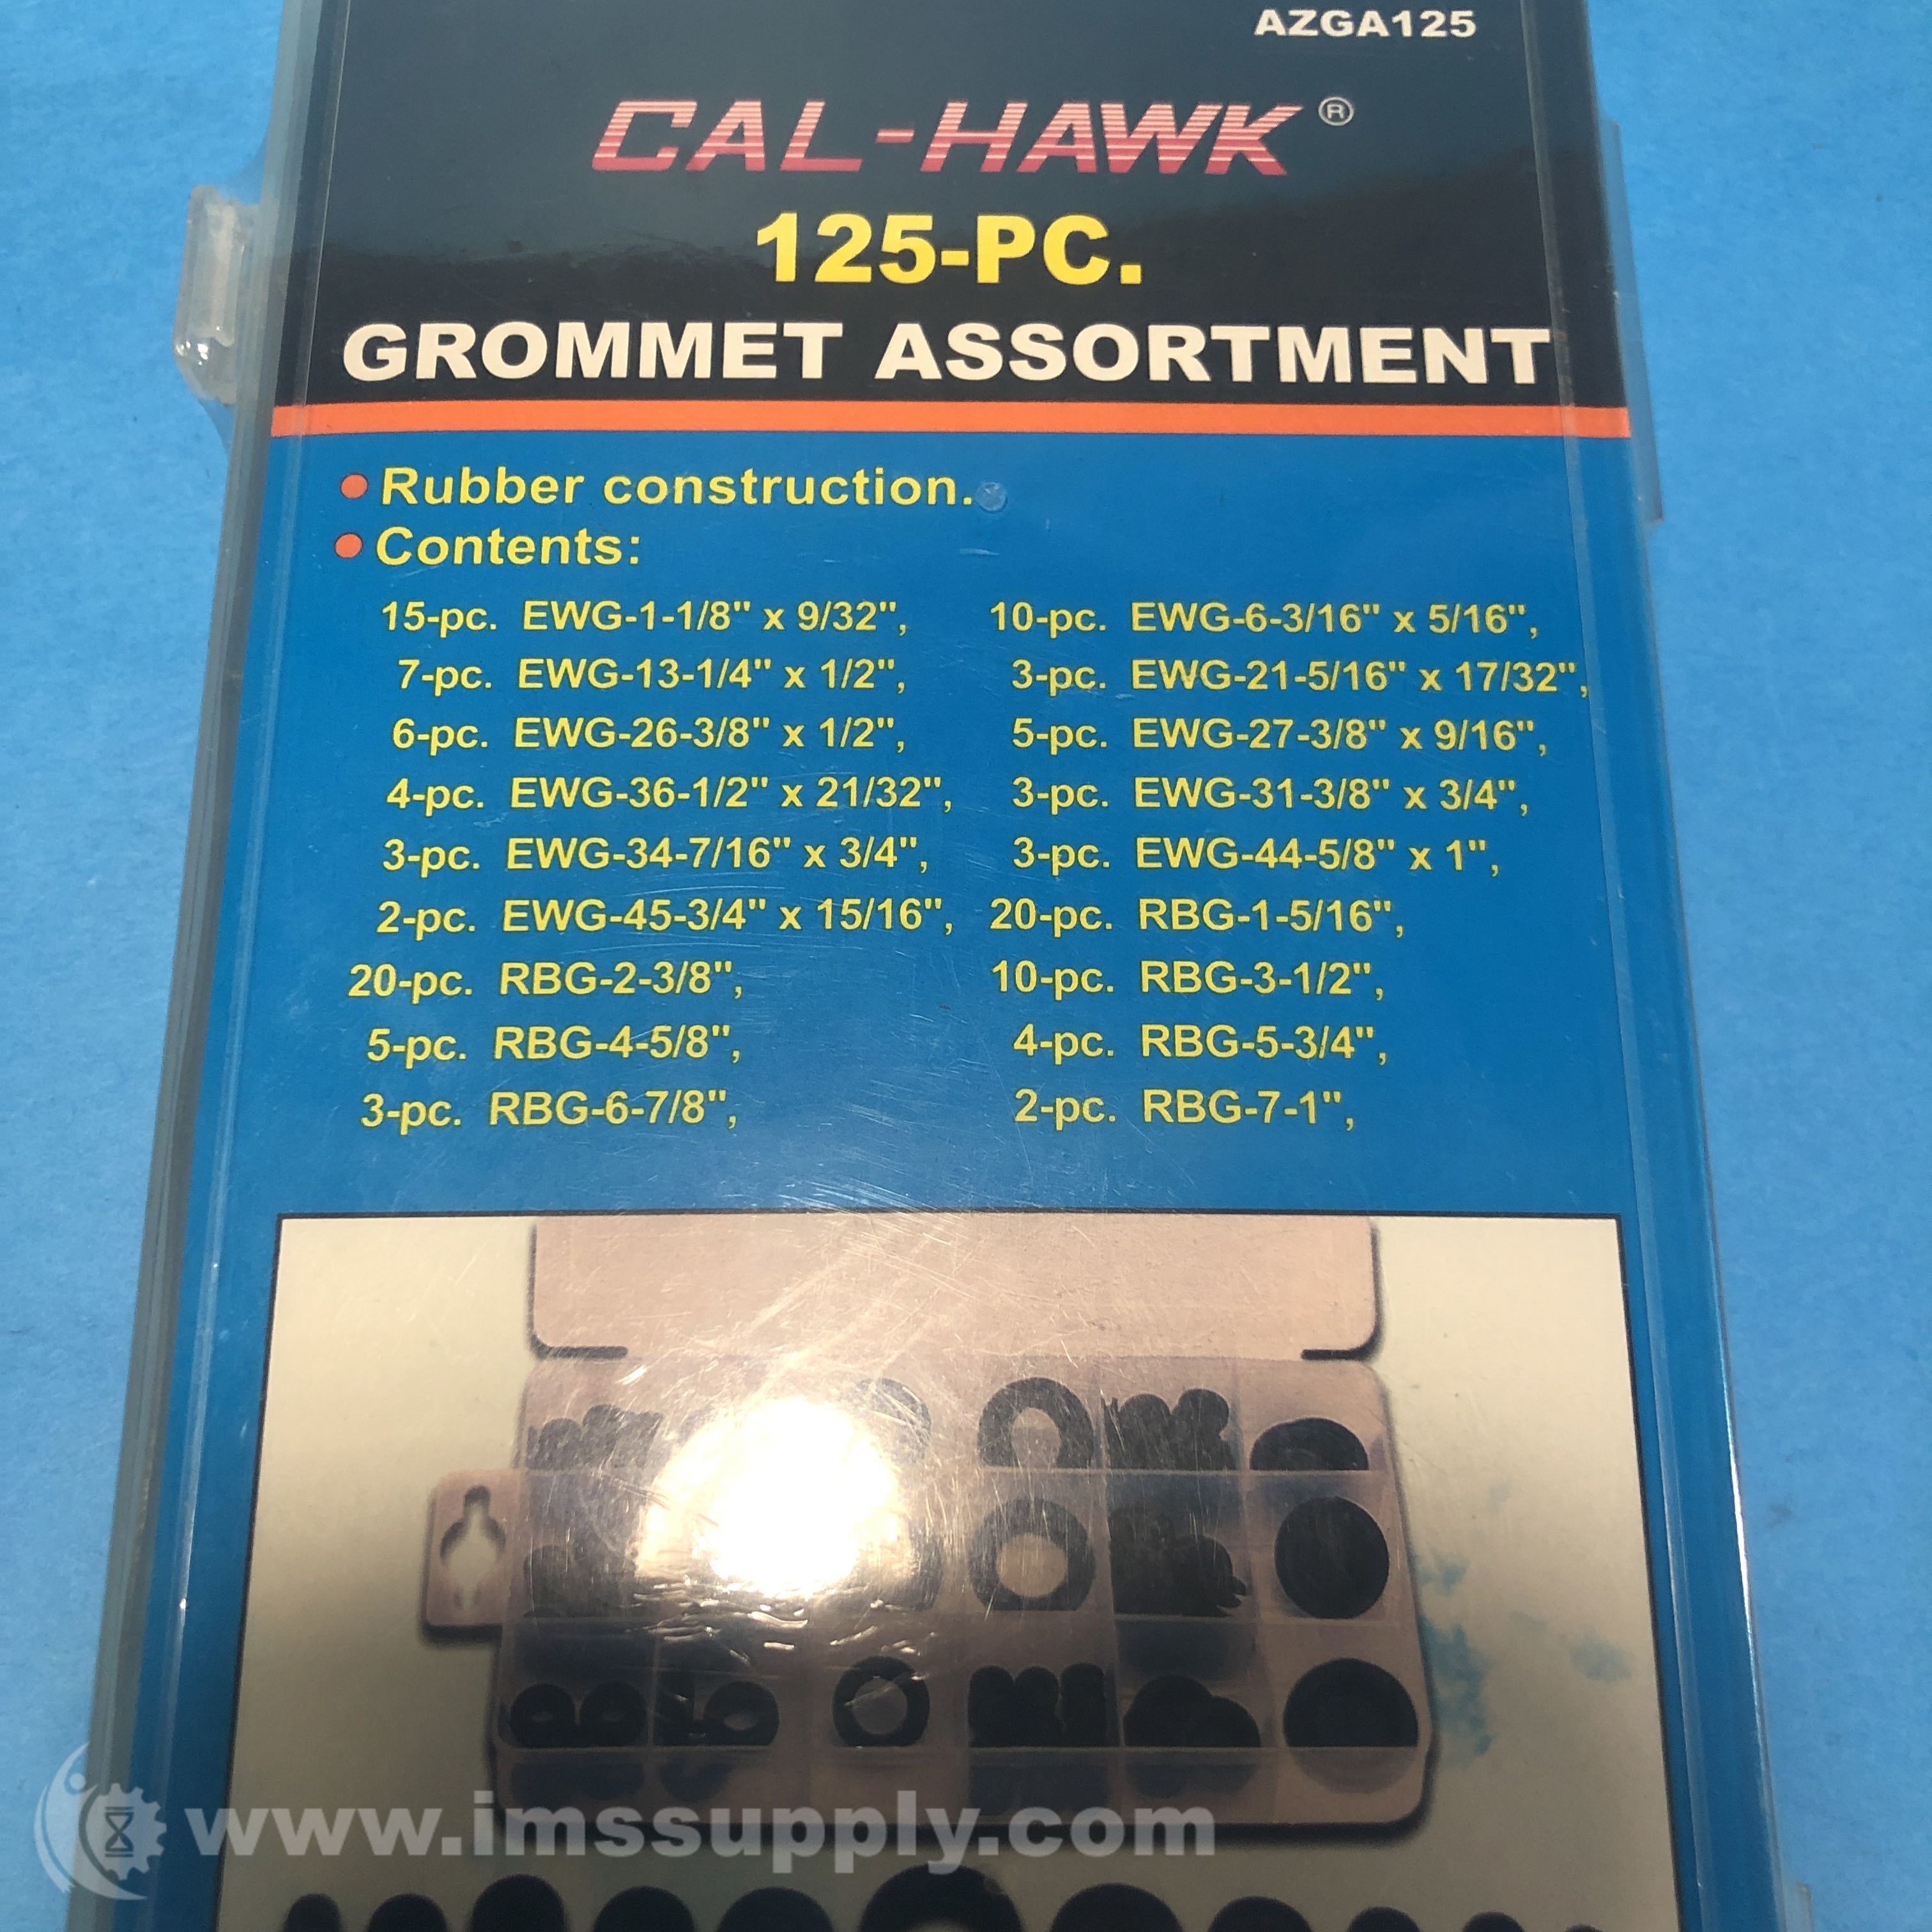 AZGA125
CAL-HAWK®
125-PC.
GROMMET ASSORTMENT
• Rubber construction.
• Contents:
15-pc. EWG-1-1/8" x 9/32", 10-pc. EWG-6-3/16" x 5/16",
7-pc. EWG-13-1/4" x 1/2", 3-pc. EWG-21-5/16" x 17/32",
6-pc. EWG-26-3/8" x 1/2", 5-pc. EWG-27-3/8" x 9/16",
4-pc. EWG-36-1/2" x 21/32", 3-pc. EWG-31-3/8" x 3/4",
3-pc. EWG-34-7/16" x 3/4", 3-pc. EWG-44-5/8" x 1",
2-pc. EWG-45-3/4" x 15/16", 20-pc. RBG-1-5/16",
20-pc. RBG-2-3/8", 10-pc. RBG-3-1/2",
5-pc. RBG-4-5/8", 4-pc. RBG-5-3/4",
3-pc. RBG-6-7/8", 2-pc. RBG-7-1",
www.imssupply.com